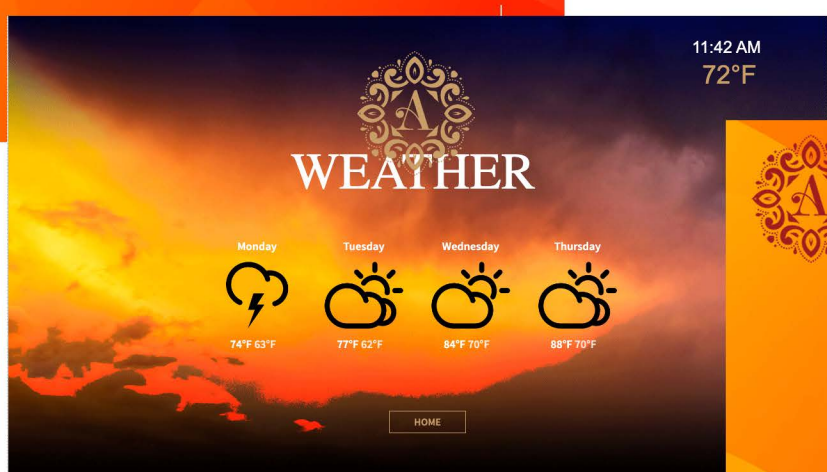 11:42 AM
72°F
A
WEATHER
Monday Tuesday Wednesday Thursday
74°F 63°F 77°F 62°F 84°F 70°F 88°F 70°F
HOME
A